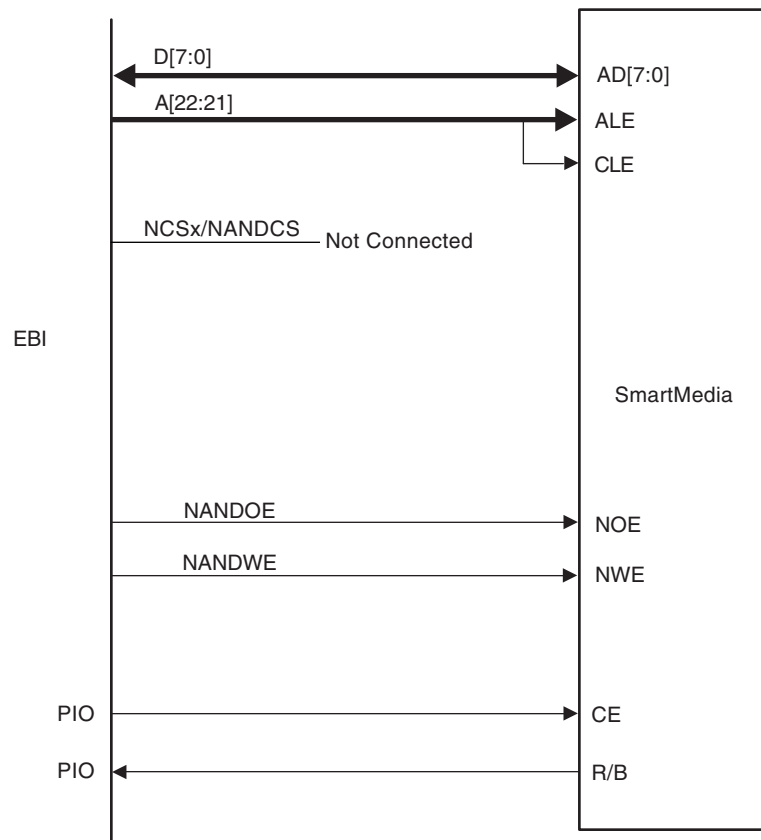 D[7:0]
AD[7:0]
A[22:21]
ALE
CLE
NCSx/NANDCS
Not Connected
EBI
SmartMedia
NANDOE
NOE
NANDWE
NWE
PIO
CE
PIO
R/B